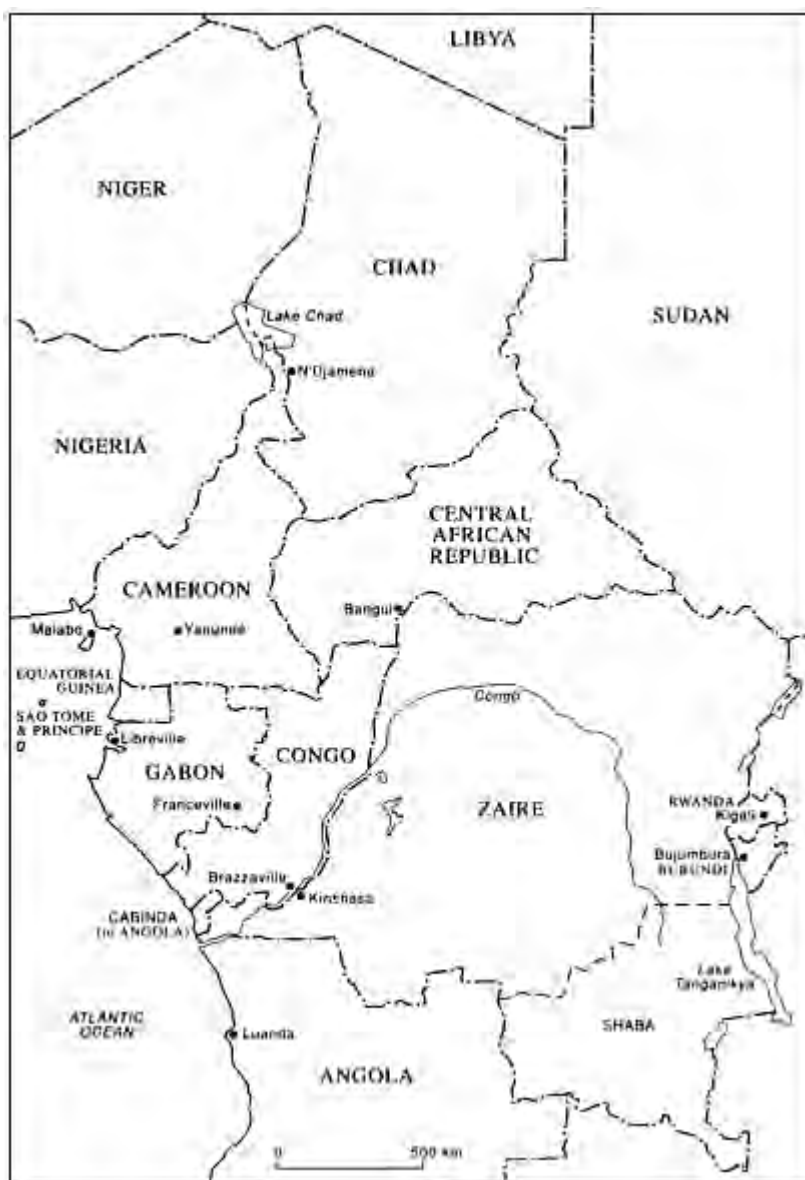 LIBYA
NIGER
CHAD
SUDAN
Lake Chad
N'Djamena
NIGERIA
CENTRAL
AFRICAN
REPUBLIC
CAMEROON
Bangui
Malabo
Yaoundé
EQUATORIAL
GUINEA
Congo
SAO TOME
& PRINCIPE
Libreville
CONGO
GABON
Franceville
ZAIRE
RWANDA
Kigali
Brazzaville
Kinshasa
Bujumbura
BURUNDI
CABINDA
(to ANGOLA)
Lake
Tanganikya
ATLANTIC
OCEAN
Luanda
SHABA
ANGOLA
0 500 km